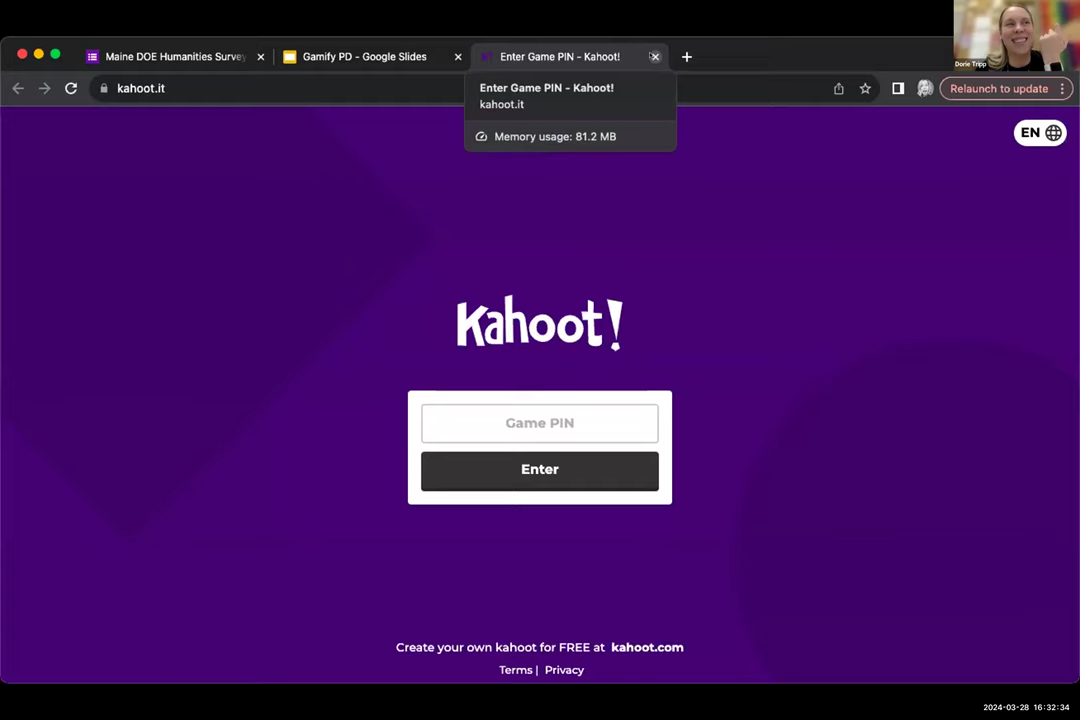 Dorie Tripp
Maine DOE Humanities Survey
Gamify PD - Google Slides
Enter Game PIN - Kahoot!
kahoot.it
Relaunch to update
Enter Game PIN - Kahoot!
kahoot.it
Memory usage: 81.2 MB
EN
Kahoot!
Game PIN
Enter
Create your own kahoot for FREE at kahoot.com
Terms | Privacy
2024-03-28 16:32:34